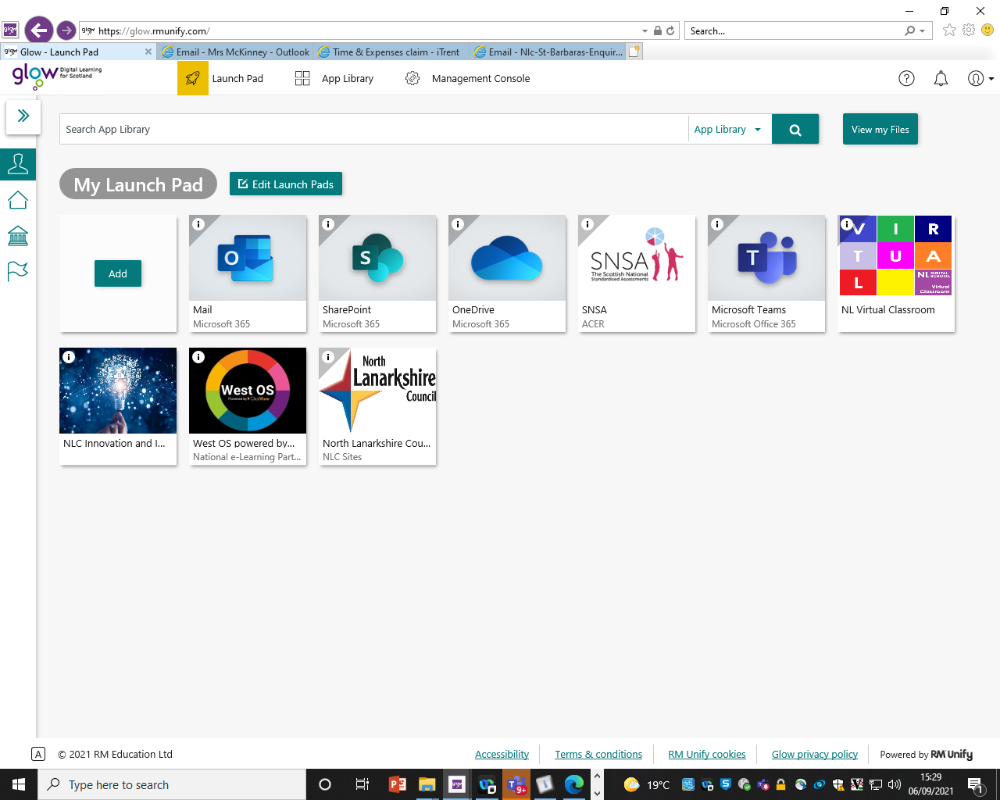 https://glow.rmunify.com/
Search...
Glow - Launch Pad
Email - Mrs McKinney - Outlook
Time & Expenses claim - iTrent
Email - Nlc-St-Barbaras-Enquir...
glow Digital Learning for Scotland
Launch Pad
App Library
Management Console
Search App Library
App Library
View my Files
My Launch Pad
Edit Launch Pads
Add
Mail
Microsoft 365
SharePoint
Microsoft 365
OneDrive
Microsoft 365
SNSA
The Scottish National
Standardised Assessments
SNSA
ACER
Microsoft Teams
Microsoft Office 365
V I R
T U A
L
NL DIGITAL SCHOOL
Virtual Classroom
NL Virtual Classroom
NLC Innovation and I...
West OS
Powered by ClickView
West OS powered by...
National e-Learning Part...
North
Lanarkshire
Council
North Lanarkshire Cou...
NLC Sites
A
© 2021 RM Education Ltd
Accessibility
Terms & conditions
RM Unify cookies
Glow privacy policy
Powered by RM Unify
Type here to search
9+
19°C
15:29
06/09/2021
1